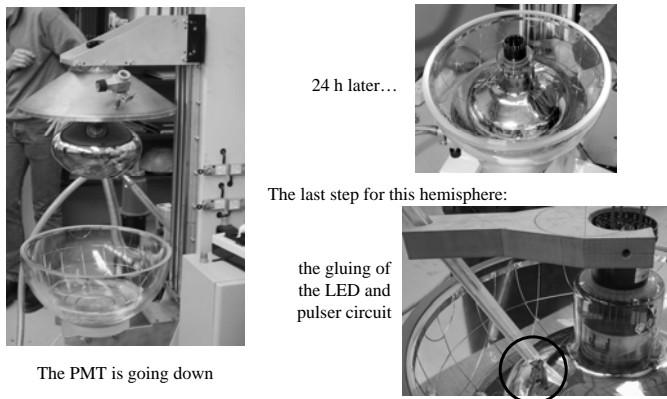 24 h later…
The last step for this hemisphere:
the gluing of
the LED and
pulser circuit
The PMT is going down